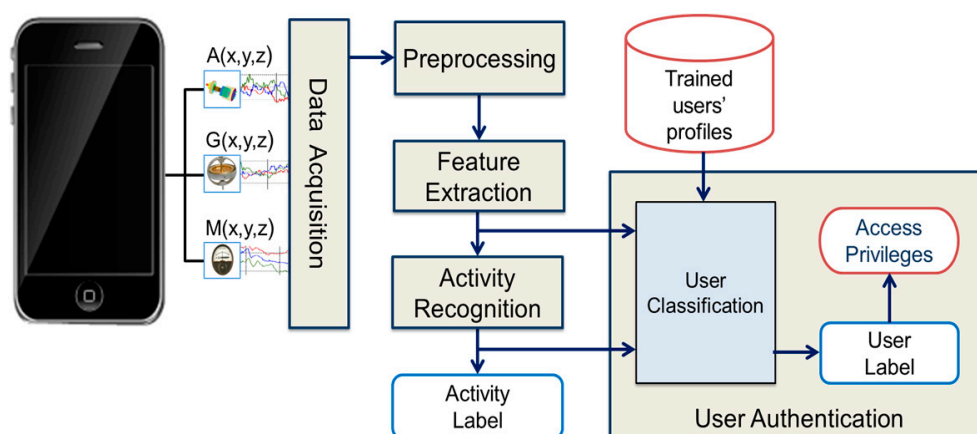 A(x,y,z)
G(x,y,z)
M(x,y,z)
Data Acquisition
Preprocessing
Feature
Extraction
Activity
Recognition
Activity
Label
Trained
users’
profiles
User
Classification
Access
Privileges
User
Label
User Authentication